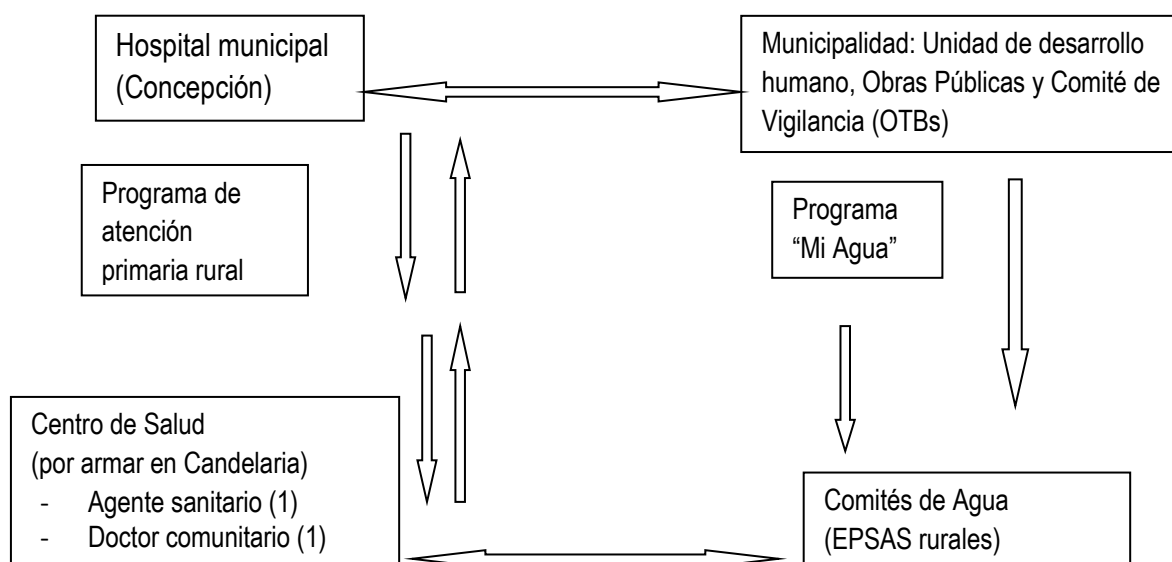 Hospital municipal
(Concepción)
Municipalidad: Unidad de desarrollo
humano, Obras Públicas y Comité de
Vigilancia (OTBs)
Programa de
atención
primaria rural
Programa
“Mi Agua”
Centro de Salud
(por armar en Candelaria)
- Agente sanitario (1)
- Doctor comunitario (1)
Comités de Agua
(EPSAS rurales)